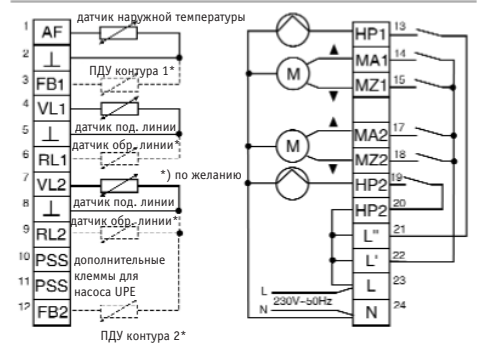 датчик наружной температуры
1 AF
2 ⊥
ПДУ контура 1*
3 FB1
4 VL1
5 ⊥ датчик под. линии
датчик обр. линии*
6 RL1
*) по желанию
7 VL2
8 ⊥ датчик под. линии
датчик обр. линии*
9 RL2
10 PSS дополнительные
11 PSS клеммы для
насоса UPE
12 FB2
ПДУ контура 2*
HP1 13
M MA1 14
MZ1 15
MA2 17
M MZ2 18
HP2 19
HP2 20
L" 21
L' 22
L L 23
230V~50Hz
N N 24